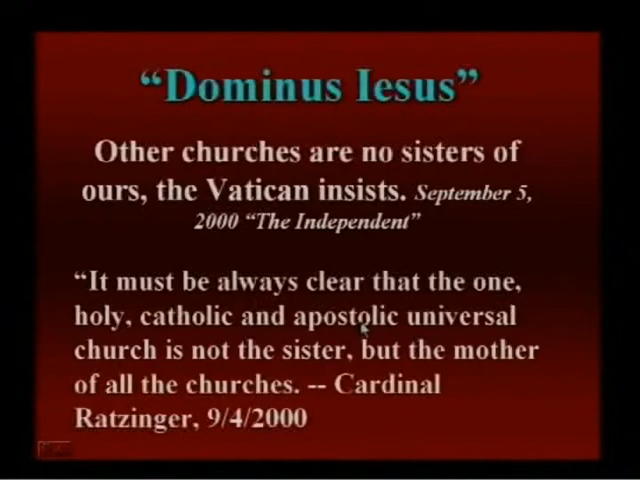 “Dominus Iesus”
Other churches are no sisters of
ours, the Vatican insists. September 5,
2000 “The Independent”
“It must be always clear that the one,
holy, catholic and apostolic universal
church is not the sister, but the mother
of all the churches. -- Cardinal
Ratzinger, 9/4/2000